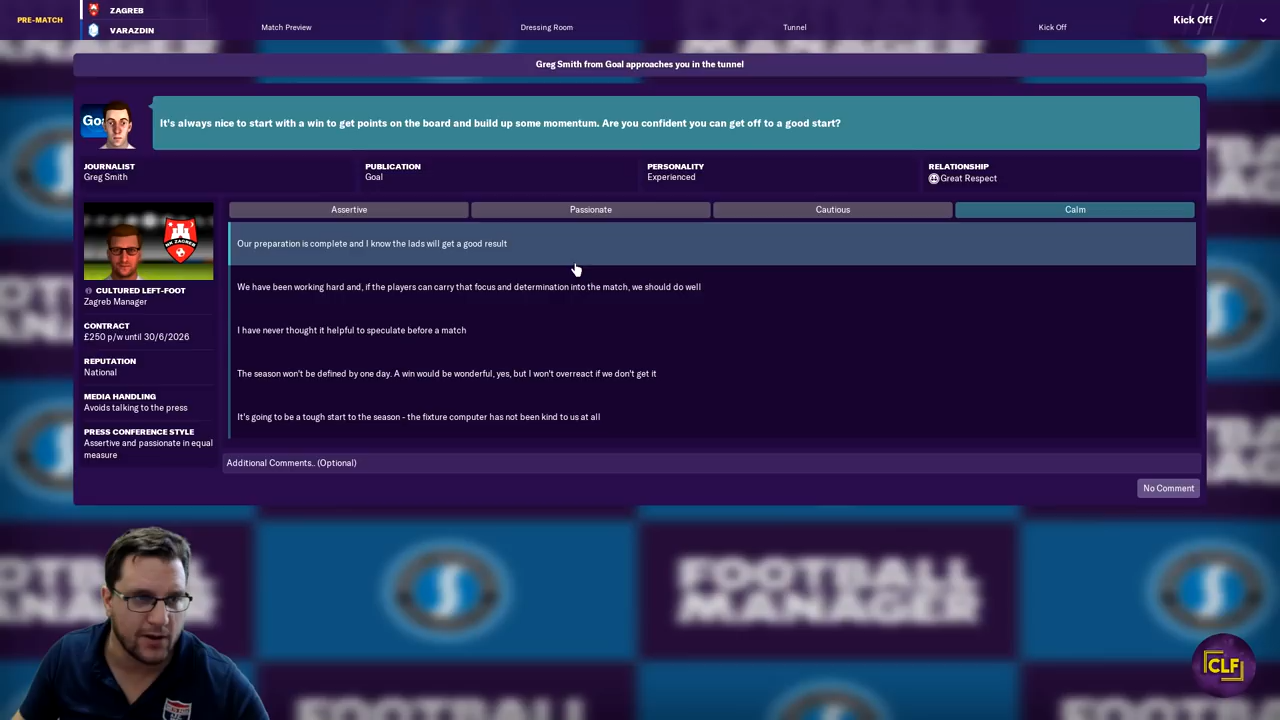 PRE-MATCH
ZAGREB
VARAZDIN
Match Preview
Dressing Room
Tunnel
Kick Off
Kick Off
Greg Smith from Goal approaches you in the tunnel
Goa
It's always nice to start with a win to get points on the board and build up some momentum. Are you confident you can get off to a good start?
JOURNALIST
Greg Smith
PUBLICATION
Goal
PERSONALITY
Experienced
RELATIONSHIP
Great Respect
NK ZAGREB
Assertive
Passionate
Cautious
Calm
Our preparation is complete and I know the lads will get a good result
We have been working hard and, if the players can carry that focus and determination into the match, we should do well
I have never thought it helpful to speculate before a match
The season won't be defined by one day. A win would be wonderful, yes, but I won't overreact if we don't get it
It's going to be a tough start to the season - the fixture computer has not been kind to us at all
CULTURED LEFT-FOOT
Zagreb Manager
CONTRACT
£250 p/w until 30/6/2026
REPUTATION
National
MEDIA HANDLING
Avoids talking to the press
PRESS CONFERENCE STYLE
Assertive and passionate in equal
measure
Additional Comments.. (Optional)
No Comment
FOOTBALL
MANAGER
CLF